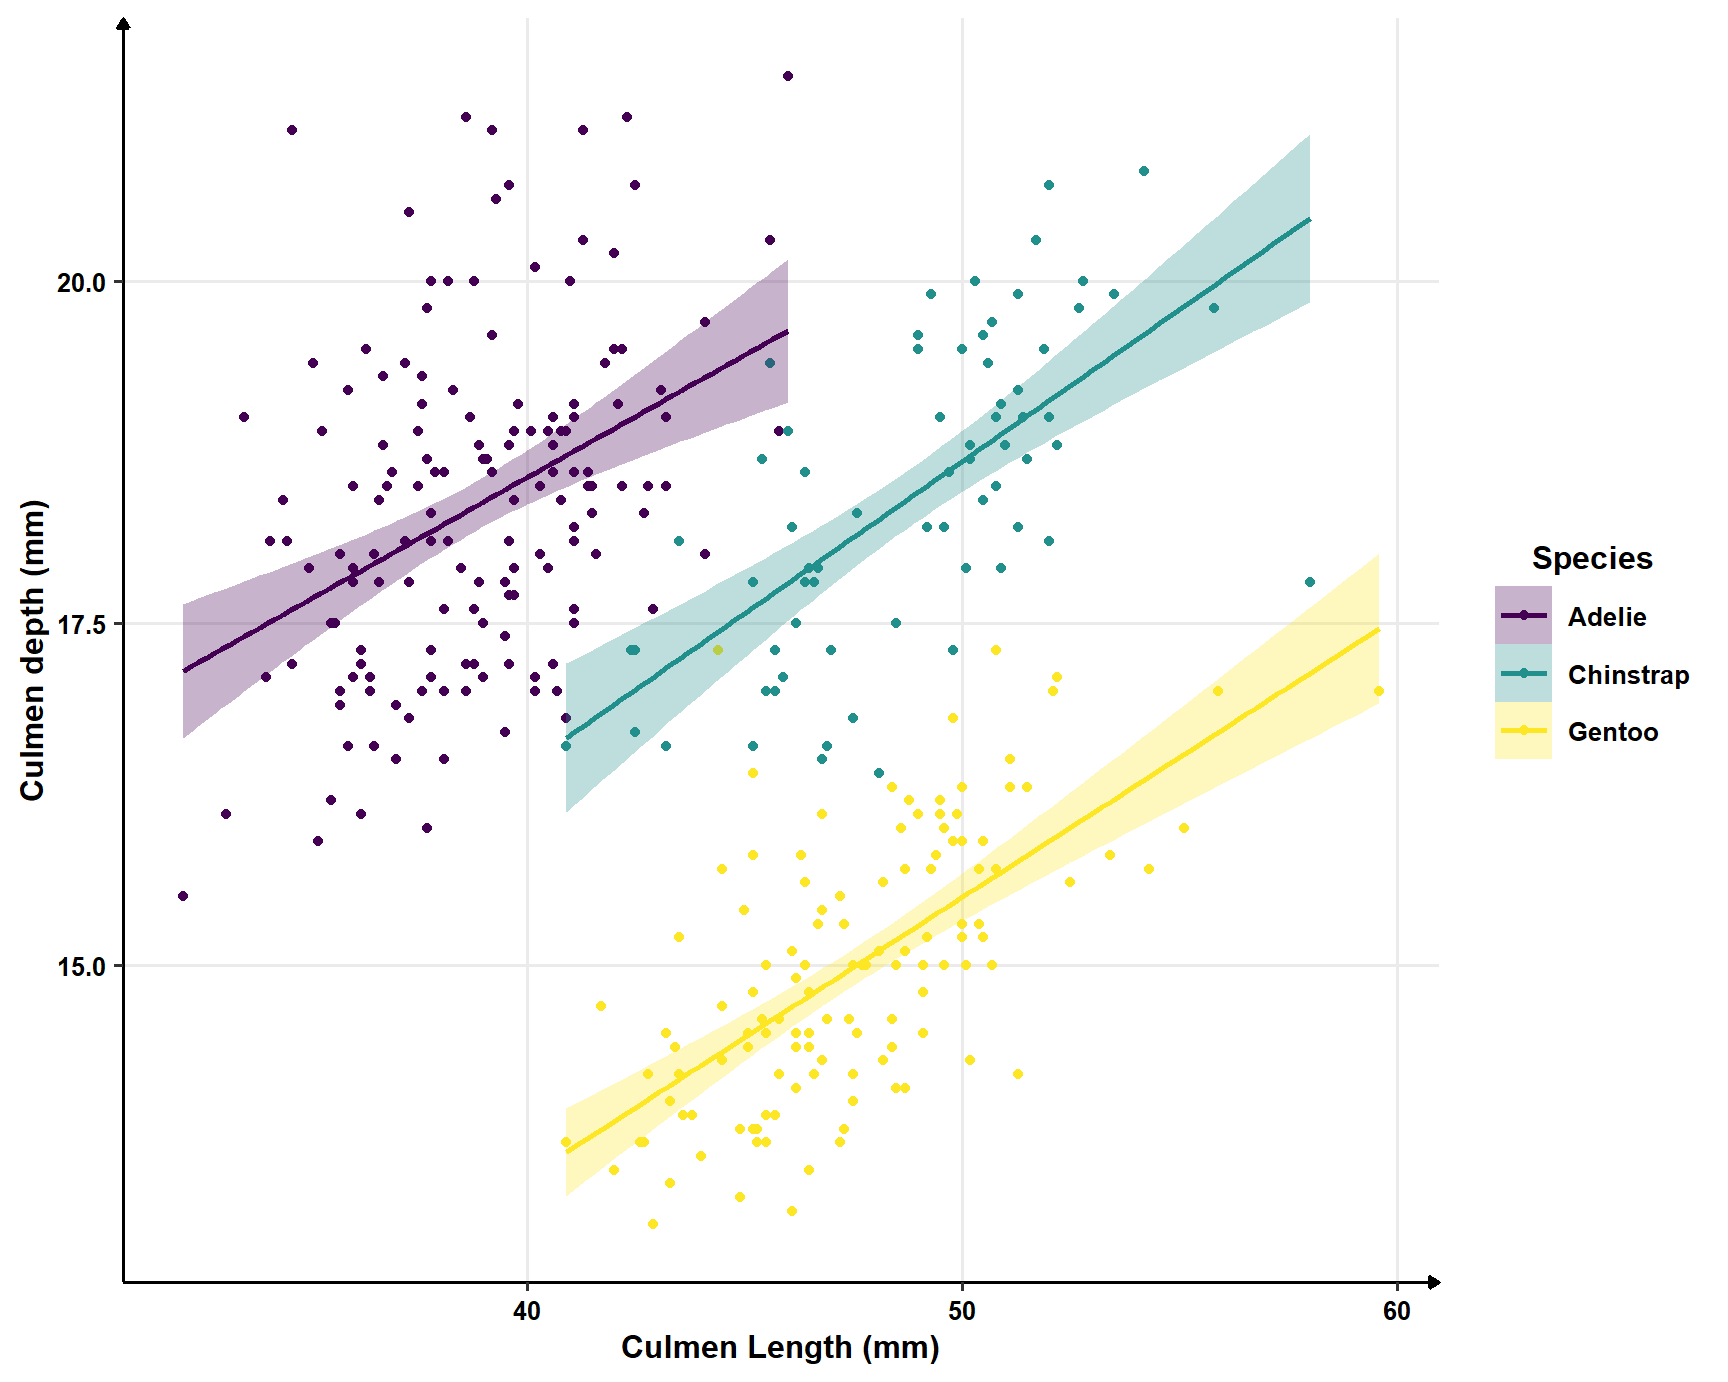 20.0
17.5
15.0
Culmen depth (mm)
40
50
60
Culmen Length (mm)
Species
Adelie
Chinstrap
Gentoo